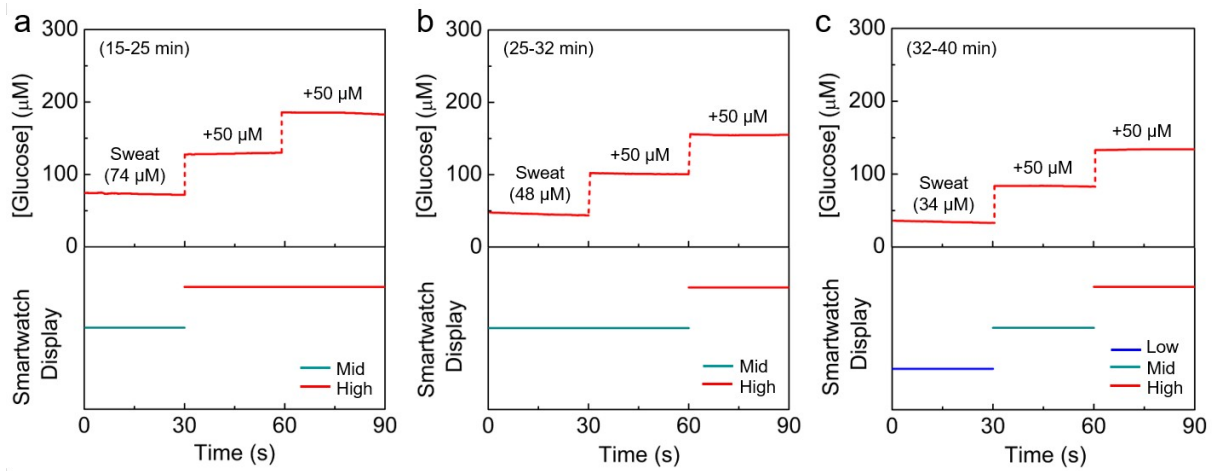 a
300
(15-25 min)
+50 µM
200
+50 µM
Sweat
(74 µM)
100
0
[Glucose] (µM)
Smartwatch
Display
Mid
High
0
30
60
90
Time (s)
b
300
(25-32 min)
+50 µM
200
+50 µM
Sweat
(48 µM)
100
0
[Glucose] (µM)
Smartwatch
Display
Mid
High
0
30
60
90
Time (s)
c
300
(32-40 min)
200
+50 µM
+50 µM
Sweat
(34 µM)
100
0
[Glucose] (µM)
Smartwatch
Display
Low
Mid
High
0
30
60
90
Time (s)